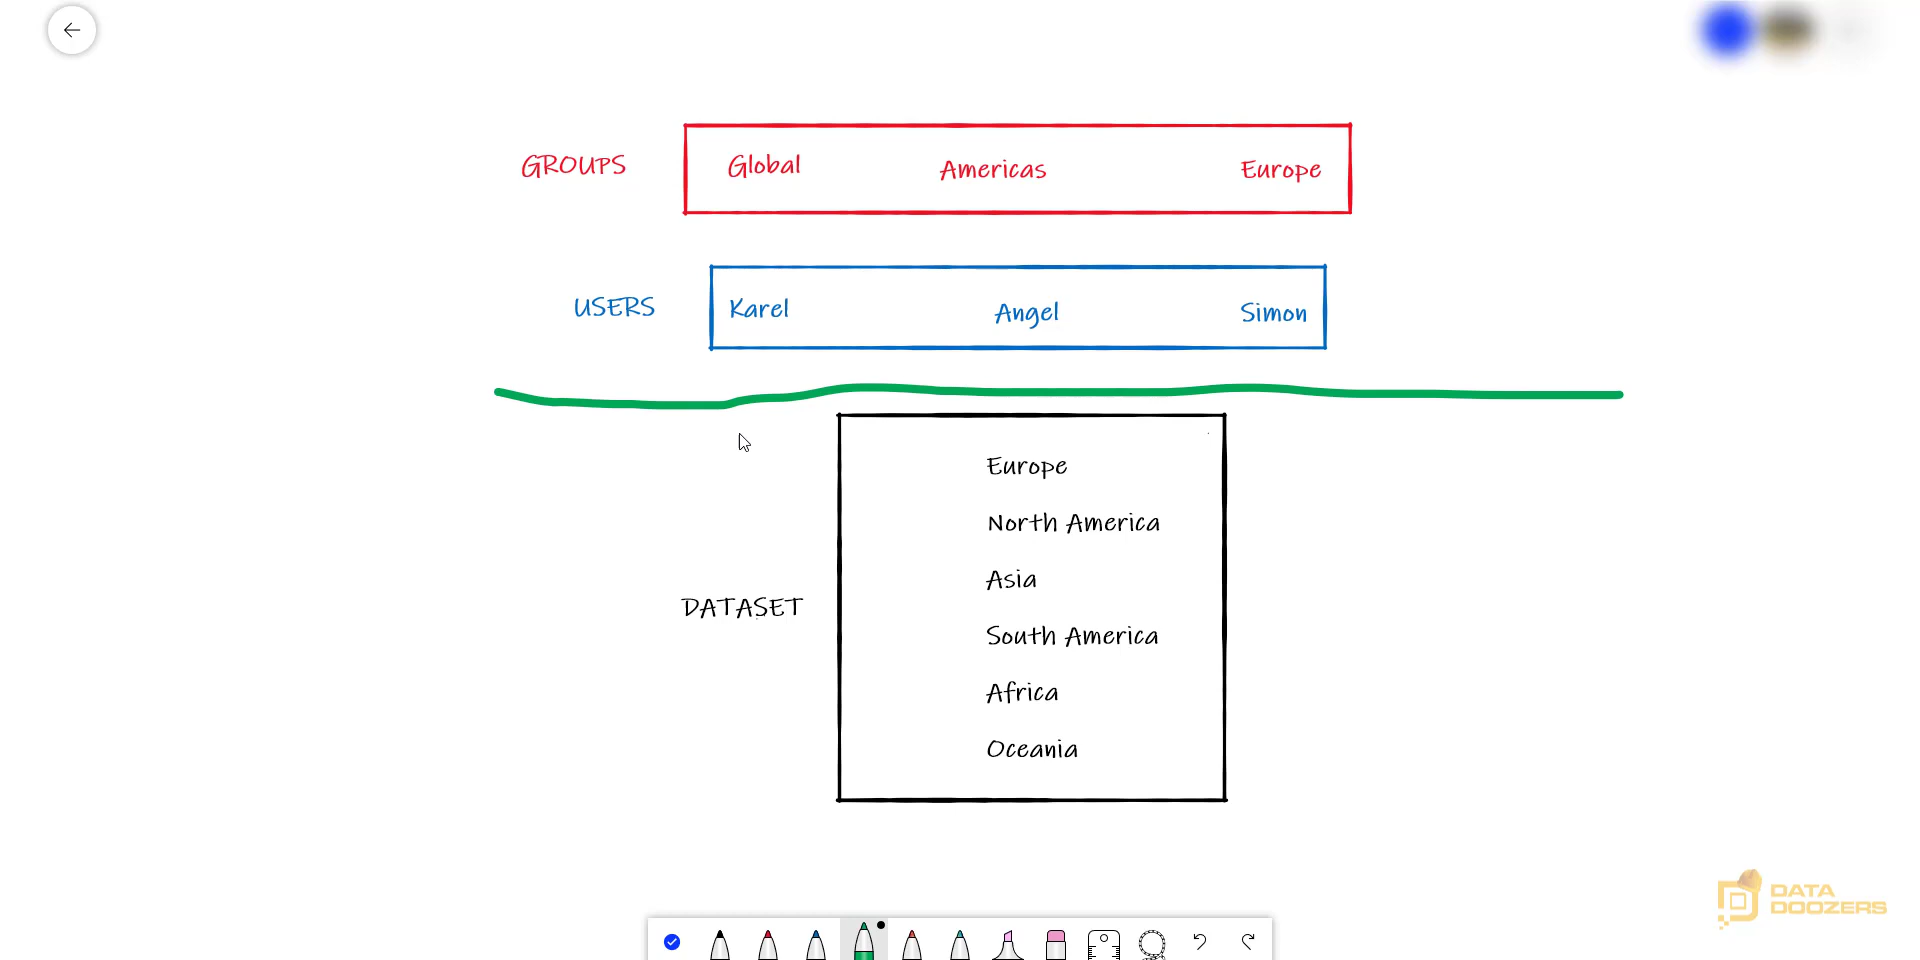 GROUPS Global Americas Europe
USERS Karel Angel Simon
Europe
North America
Asia
DATASET
South America
Africa
Oceania
DATA
DOOZERS